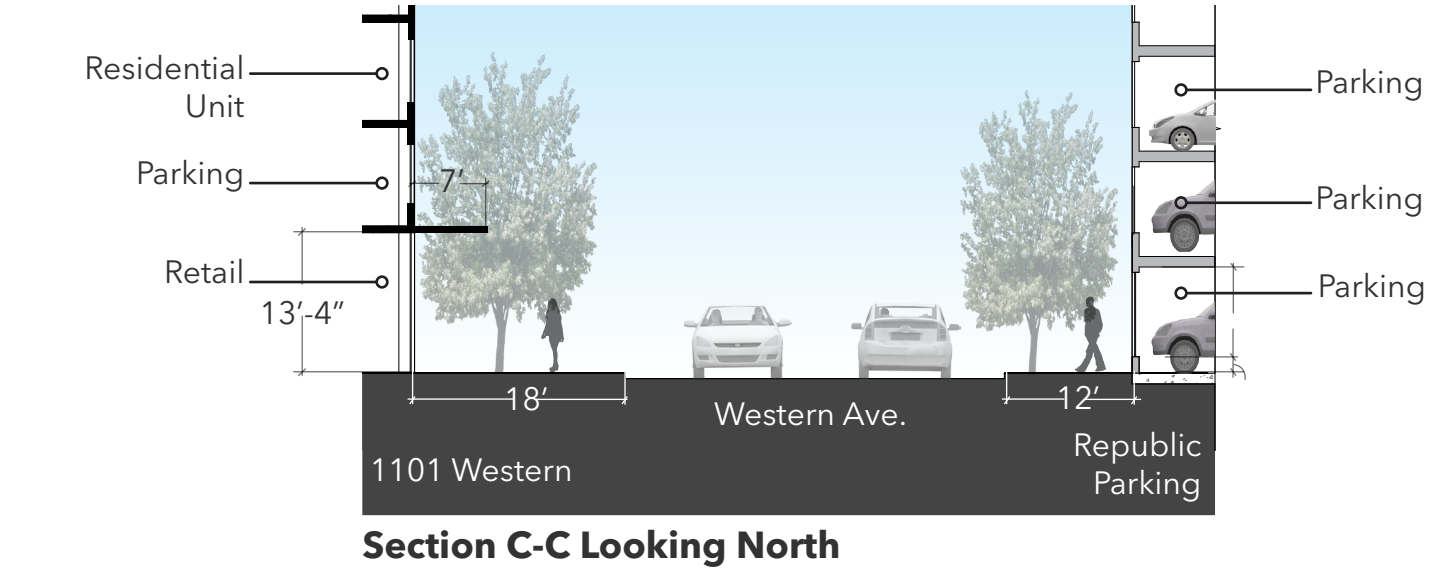 Residential
Unit
Parking
Retail
13’-4”
7’
18’
Western Ave.
12’
1101 Western
Republic
Parking
Parking
Parking
Parking
Section C-C Looking North